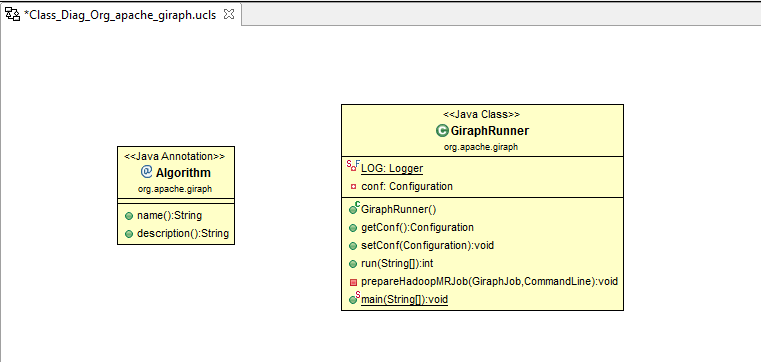 *Class_Diag_Org_apache_giraph.ucls
<<Java Annotation>>
@ Algorithm
org.apache.giraph
name():String
description():String
<<Java Class>>
C GiraphRunner
org.apache.giraph
S F LOG: Logger
conf: Configuration
C GiraphRunner()
getConf():Configuration
setConf(Configuration):void
run(String[]):int
prepareHadoopMRJob(GiraphJob,CommandLine):void
S main(String[]):void